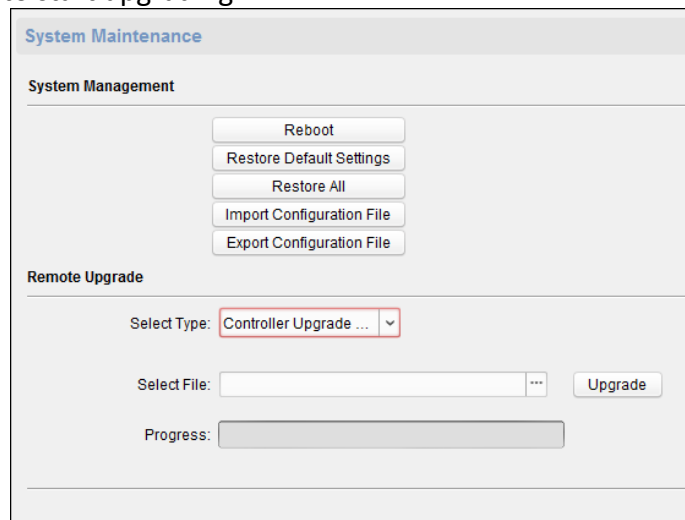 System Maintenance
System Management
Reboot
Restore Default Settings
Restore All
Import Configuration File
Export Configuration File
Remote Upgrade
Select Type: Controller Upgrade ...
Select File: ... Upgrade
Progress: